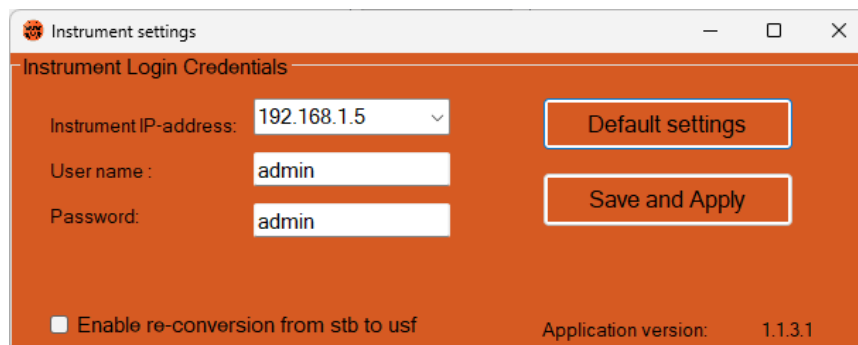 Instrument settings
Instrument Login Credentials
Instrument IP-address: 192.168.1.5
Default settings
User name : admin
Save and Apply
Password: admin
Enable re-conversion from stb to usf
Application version: 1.1.3.1